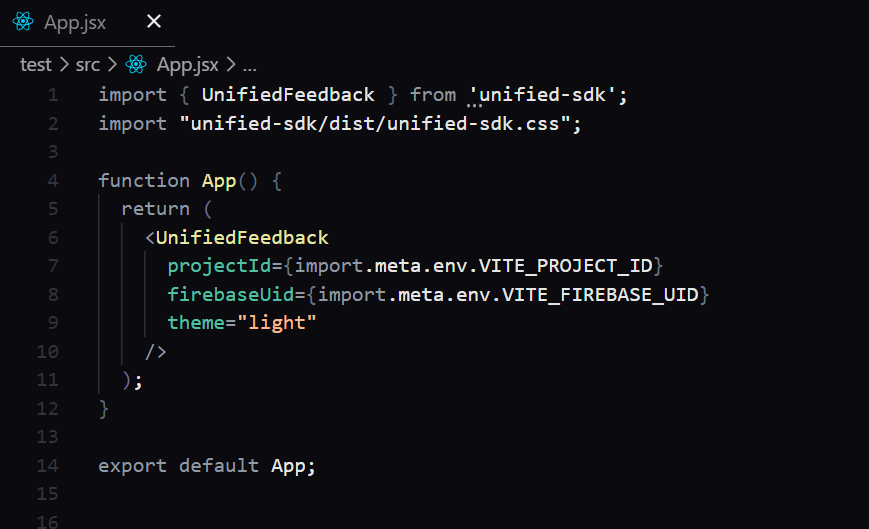 App.jsx
test > src > App.jsx > ...
1 import { UnifiedFeedback } from 'unified-sdk';
2 import "unified-sdk/dist/unified-sdk.css";
3
4 function App() {
5   return (
6     <UnifiedFeedback
7       projectId={import.meta.env.VITE_PROJECT_ID}
8       firebaseUid={import.meta.env.VITE_FIREBASE_UID}
9       theme="light"
10     />
11   );
12 }
13
14 export default App;
15
16